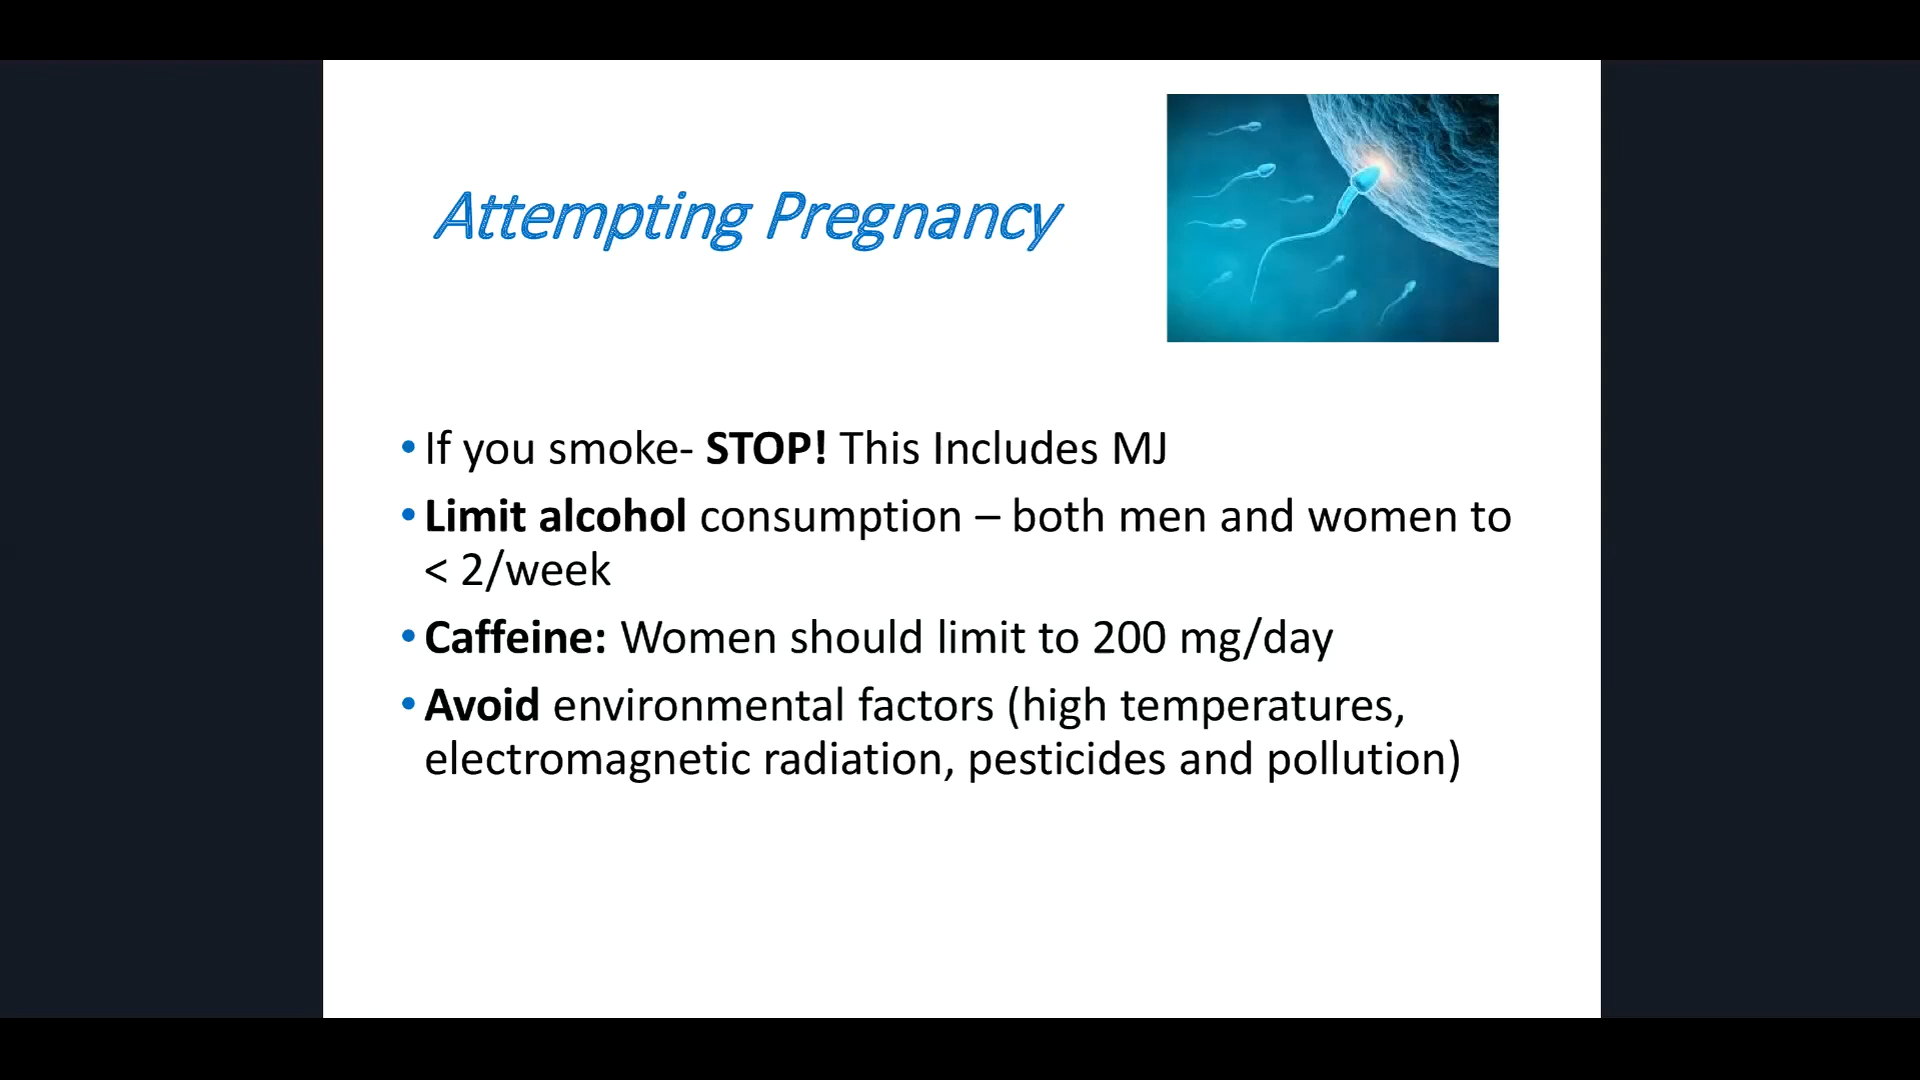 Attempting Pregnancy
•If you smoke- STOP! This Includes MJ
•Limit alcohol consumption – both men and women to
< 2/week
•Caffeine: Women should limit to 200 mg/day
•Avoid environmental factors (high temperatures,
electromagnetic radiation, pesticides and pollution)